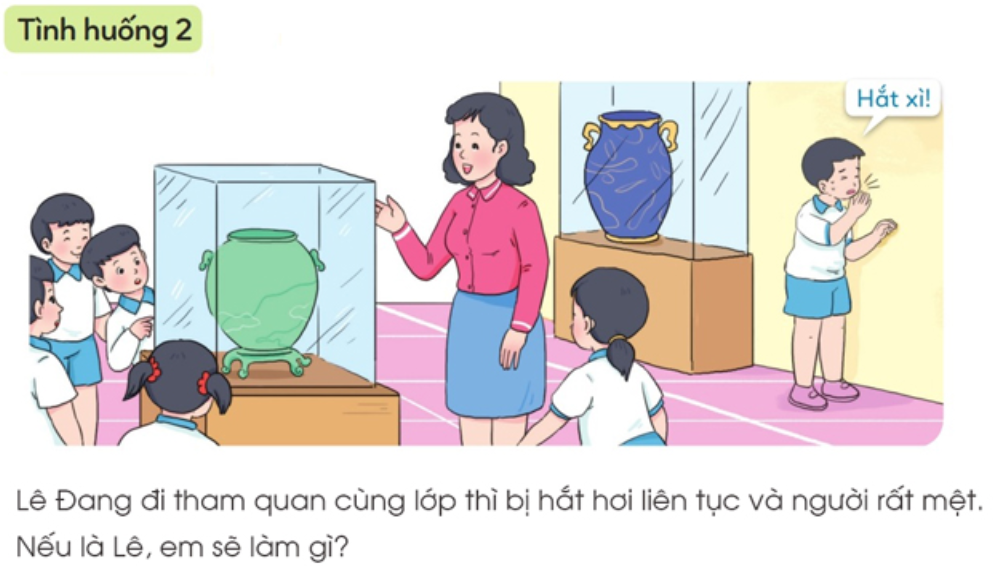 Tình huống 2
Hắt xì!
Lê Đang đi tham quan cùng lớp thì bị hắt hơi liên tục và người rất mệt.
Nếu là Lê, em sẽ làm gì?